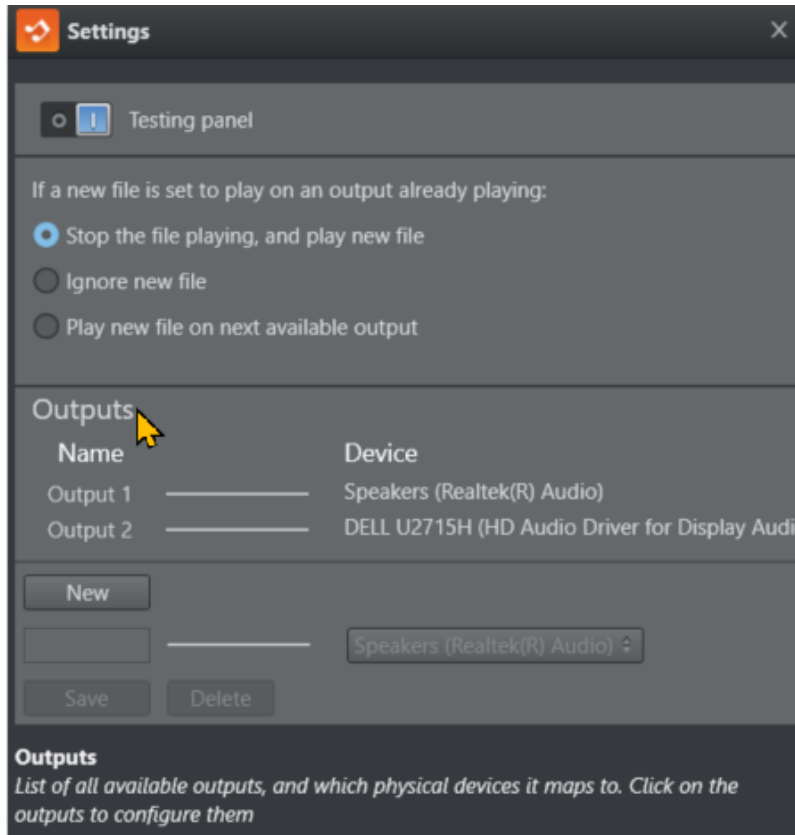 Settings
Testing panel
If a new file is set to play on an output already playing:
Stop the file playing, and play new file
Ignore new file
Play new file on next available output
Outputs
Name Device
Output 1 Speakers (Realtek(R) Audio)
Output 2 DELL U2715H (HD Audio Driver for Display Audi
New
Speakers (Realtek(R) Audio)
Save Delete
Outputs
List of all available outputs, and which physical devices it maps to. Click on the
outputs to configure them